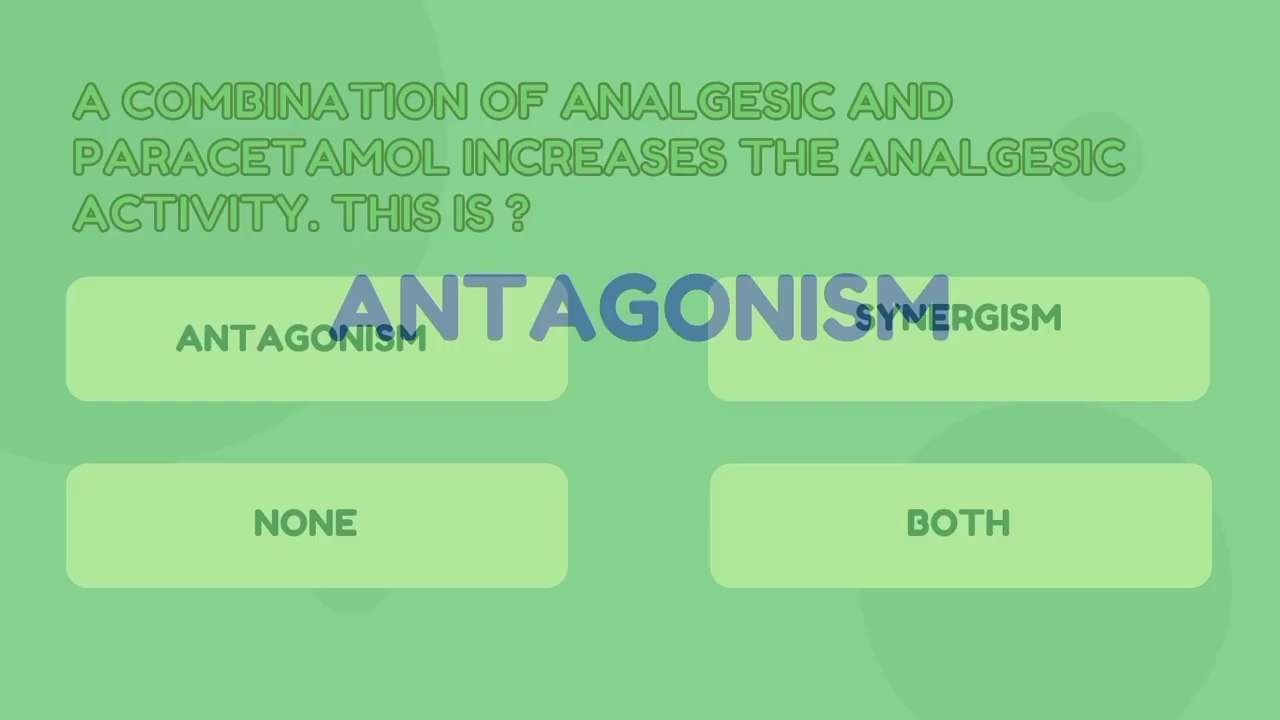 A COMBINATION OF ANALGESIC AND
PARACETAMOL INCREASES THE ANALGESIC
ACTIVITY. THIS IS ?
ANTAGONISM
ANTAGONISM
SYNERGISM
NONE
BOTH